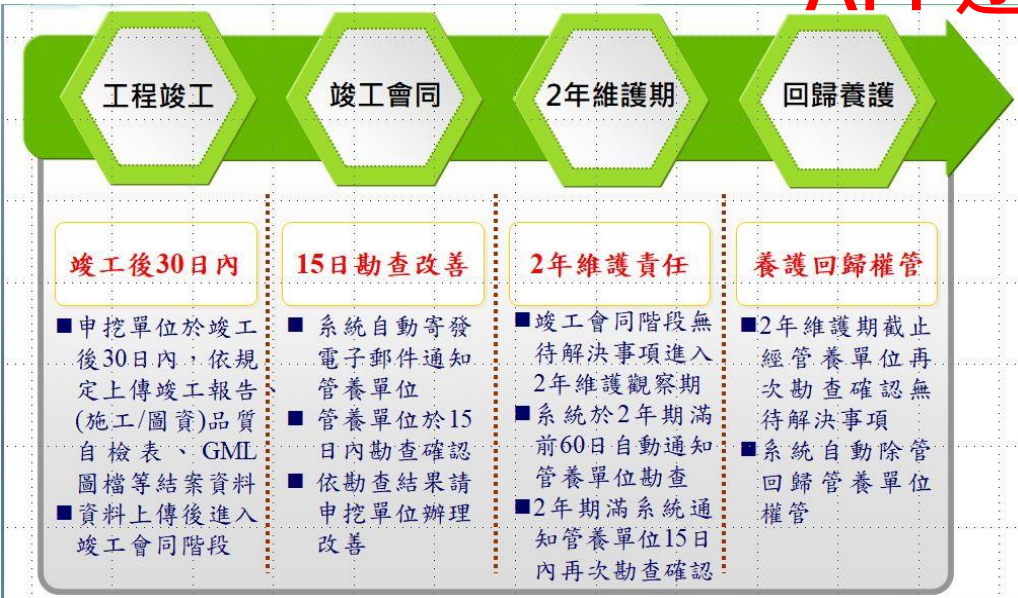 工程竣工
竣工會同
2年維護期
回歸養護
竣工後30日內
■申挖單位於竣工
後30日內，依規
定上傳竣工報告、
(施工/圖資)品質
自檢表、GML
圖檔等結案資料
■資料上傳後進入
竣工會同階段
15日勘查改善
■ 系統自動寄發
電子郵件通知
管養單位
■ 管養單位於15
日內勘查確認
■ 依勘查結果請
申挖單位辦理
改善
2年維護責任
■竣工會同階段無
待解決事項進入
2年維護觀察期
■系統於2年期滿
前60日自動通知
管養單位勘查
■2年期滿系統通
知管養單位15日
內再次勘查確認
養護回歸權管
■2年維護期截止
經管養單位再
次勘查確認無
待解決事項
■系統自動除管
回歸管養單位
權管